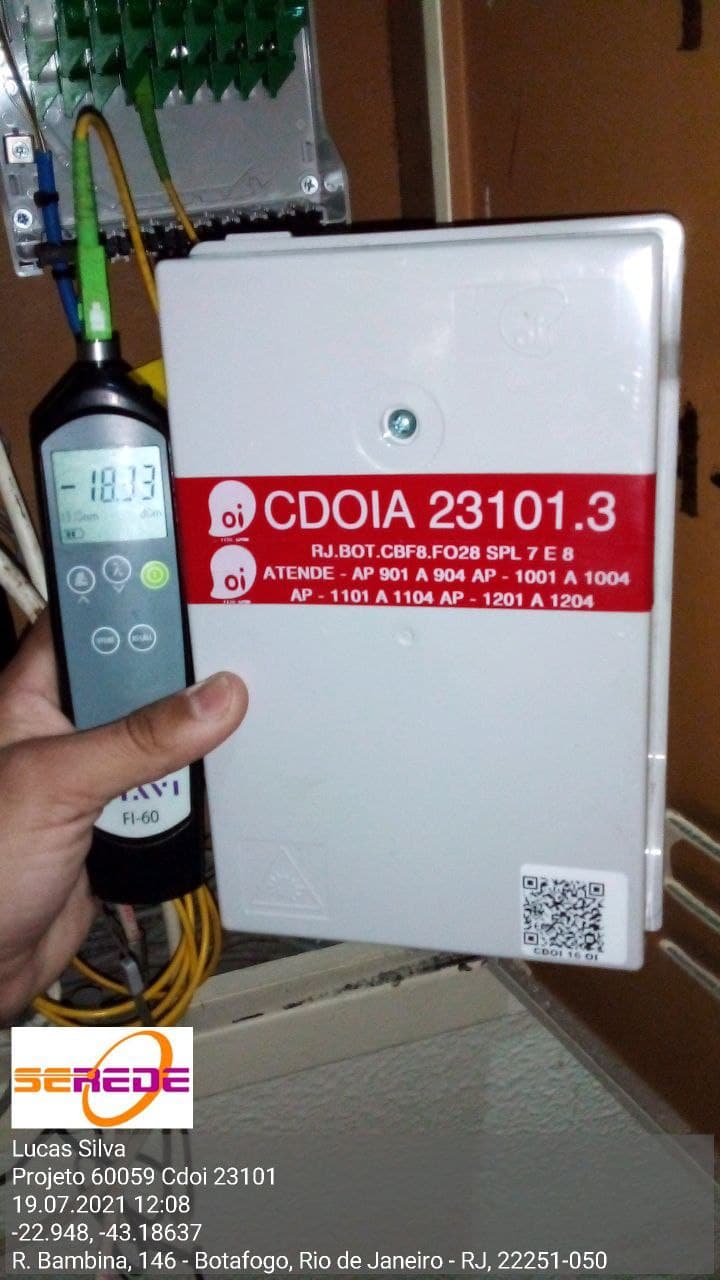 -18.33
dBm
FI-60
oi
CDOIA 23101.3
RJ.BOT.CBF8.FO28 SPL 7 E 8
oi
ATENDE - AP 901 A 904 AP - 1001 A 1004
AP - 1101 A 1104 AP - 1201 A 1204
CDOI 16 OI
SEREDE
Lucas Silva
Projeto 60059 Cdoi 23101
19.07.2021 12:08
-22.948, -43.18637
R. Bambina, 146 - Botafogo, Rio de Janeiro - RJ, 22251-050